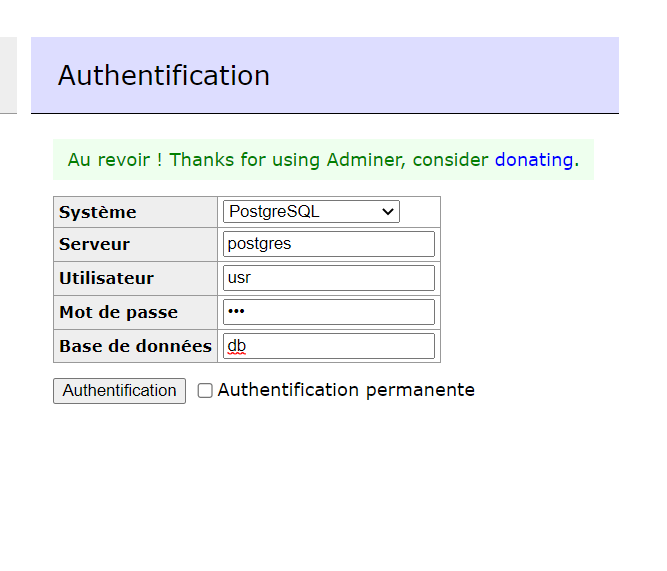 Authentification
Au revoir ! Thanks for using Adminer, consider donating.
Système PostgreSQL
Serveur postgres
Utilisateur usr
Mot de passe •••
Base de données db
Authentification Authentification permanente